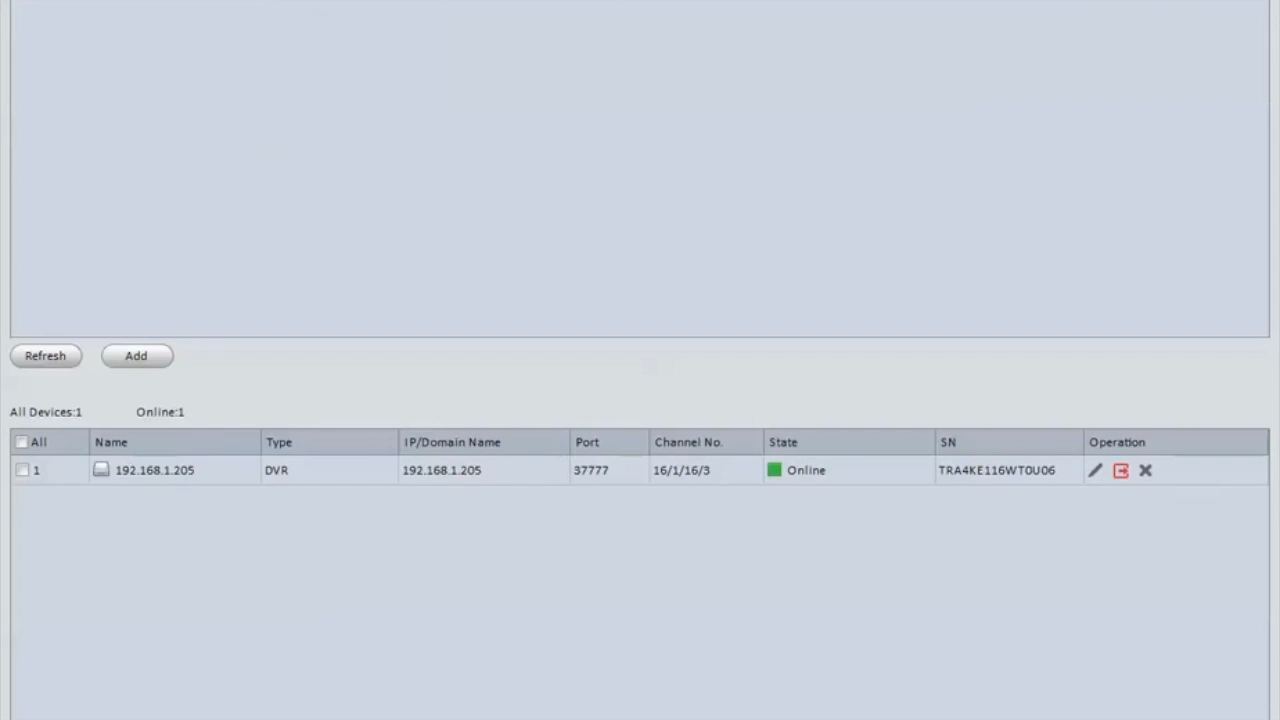 Refresh Add
All Devices:1 Online:1
All Name Type IP/Domain Name Port Channel No. State SN Operation
1 192.168.1.205 DVR 192.168.1.205 37777 16/1/16/3 Online TRA4KE116WT0U06